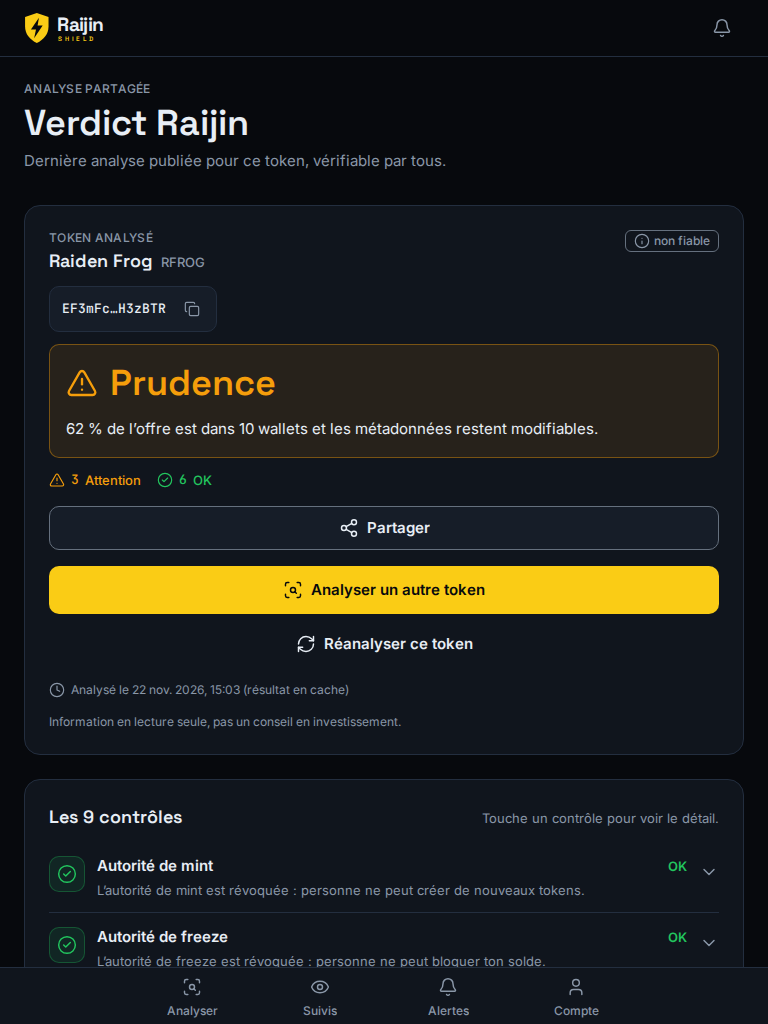 Raijin
SHIELD
ANALYSE PARTAGÉE
Verdict Raijin
Dernière analyse publiée pour ce token, vérifiable par tous.
TOKEN ANALYSÉ
non fiable
Raiden Frog RFROG
EF3mFc…H3zBTR
Prudence
62 % de l’offre est dans 10 wallets et les métadonnées restent modifiables.
3 Attention 6 OK
Partager
Analyser un autre token
Réanalyser ce token
Analysé le 22 nov. 2026, 15:03 (résultat en cache)
Information en lecture seule, pas un conseil en investissement.
Les 9 contrôles
Touche un contrôle pour voir le détail.
Autorité de mint
OK
L’autorité de mint est révoquée : personne ne peut créer de nouveaux tokens.
Autorité de freeze
OK
L’autorité de freeze est révoquée : personne ne peut bloquer ton solde.
Analyser Suivis Alertes Compte